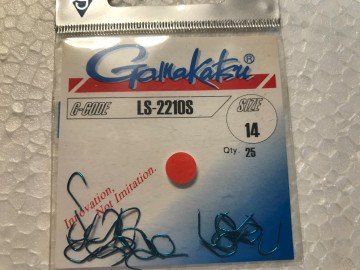 Gamakatsu®
G-CODE LS-2210S SIZE
14
Qty. 25
Innovation.
Not Imitation.